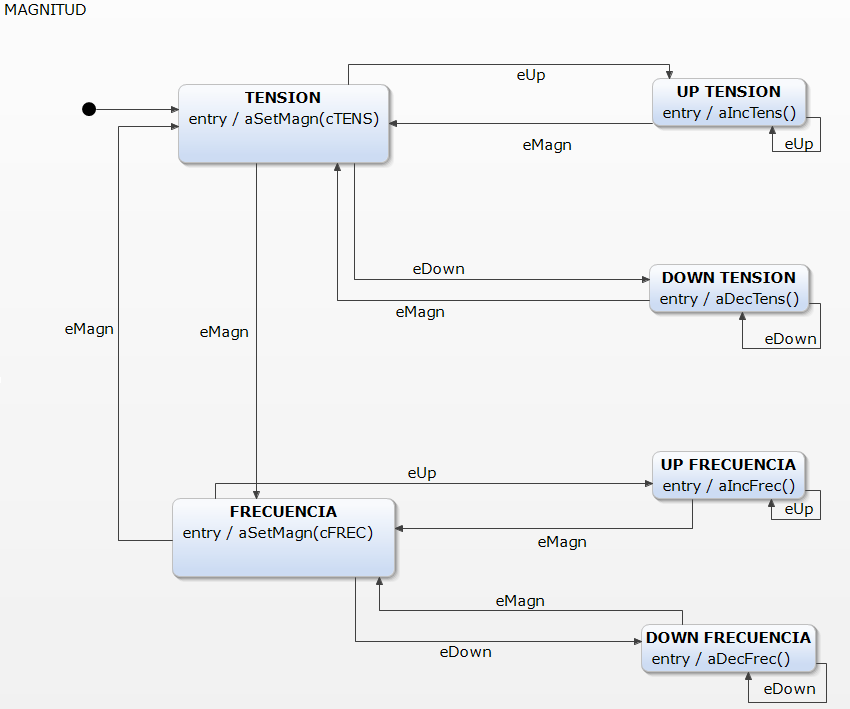 MAGNITUD
eUp
TENSION
entry / aSetMagn(cTENS)
UP TENSION
entry / aIncTens()
eMagn
eUp
eDown
DOWN TENSION
entry / aDecTens()
eMagn
eMagn
eMagn
eDown
eUp
UP FRECUENCIA
entry / aIncFrec()
eUp
FRECUENCIA
entry / aSetMagn(cFREC)
eMagn
eMagn
DOWN FRECUENCIA
entry / aDecFrec()
eDown
eDown